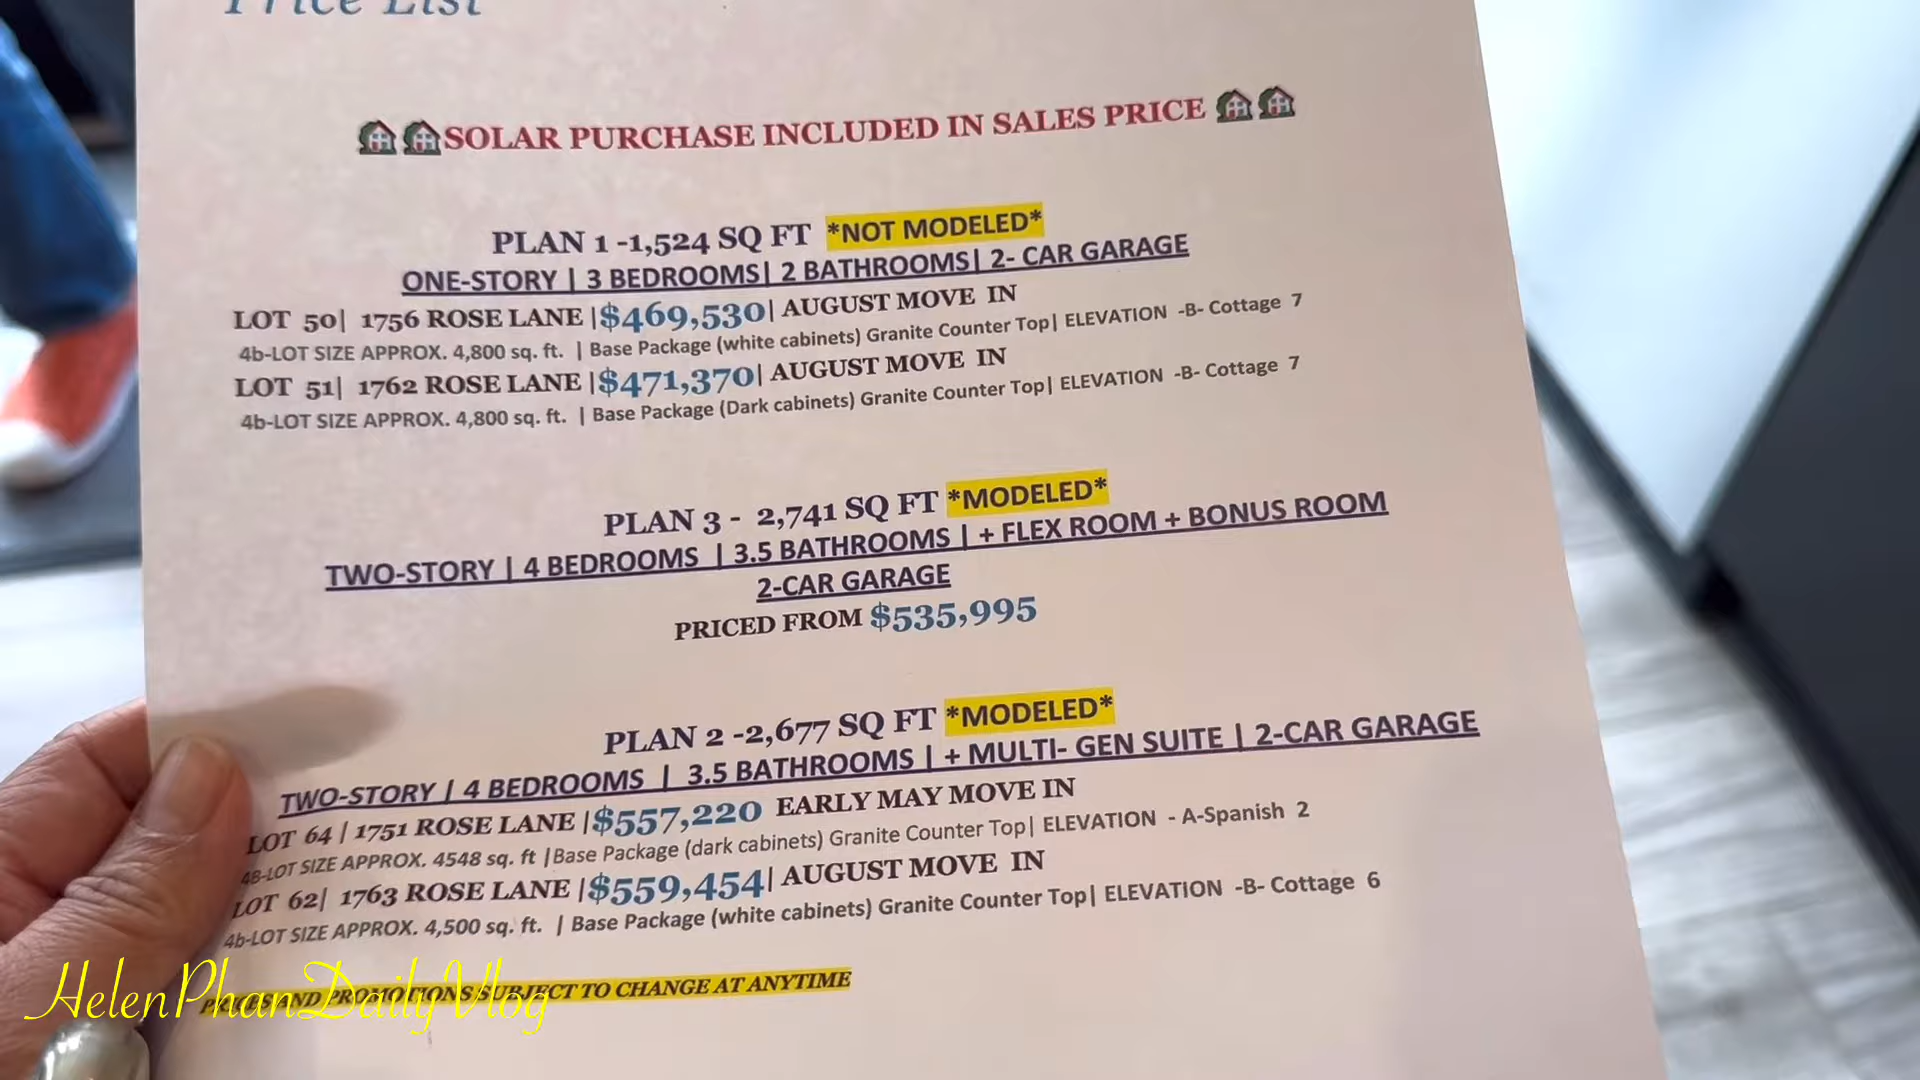 Price List
SOLAR PURCHASE INCLUDED IN SALES PRICE
PLAN 1 -1,524 SQ FT *NOT MODELED*
ONE-STORY | 3 BEDROOMS| 2 BATHROOMS| 2- CAR GARAGE
LOT 50| 1756 ROSE LANE |$469,530| AUGUST MOVE IN
4b-LOT SIZE APPROX. 4,800 sq. ft. | Base Package (white cabinets) Granite Counter Top| ELEVATION -B- Cottage 7
LOT 51| 1762 ROSE LANE |$471,370| AUGUST MOVE IN
4b-LOT SIZE APPROX. 4,800 sq. ft. | Base Package (Dark cabinets) Granite Counter Top| ELEVATION -B- Cottage 7
PLAN 3 - 2,741 SQ FT *MODELED*
TWO-STORY | 4 BEDROOMS | 3.5 BATHROOMS | + FLEX ROOM + BONUS ROOM
2-CAR GARAGE
PRICED FROM $535,995
PLAN 2 -2,677 SQ FT *MODELED*
TWO-STORY | 4 BEDROOMS | 3.5 BATHROOMS | + MULTI- GEN SUITE | 2-CAR GARAGE
LOT 64 | 1751 ROSE LANE |$557,220 EARLY MAY MOVE IN
4B-LOT SIZE APPROX. 4548 sq. ft |Base Package (dark cabinets) Granite Counter Top| ELEVATION - A-Spanish 2
LOT 62| 1763 ROSE LANE |$559,454| AUGUST MOVE IN
4b-LOT SIZE APPROX. 4,500 sq. ft. | Base Package (white cabinets) Granite Counter Top| ELEVATION -B- Cottage 6
PRICES AND PROMOTIONS SUBJECT TO CHANGE AT ANYTIME
HelenPhanDailyVlog